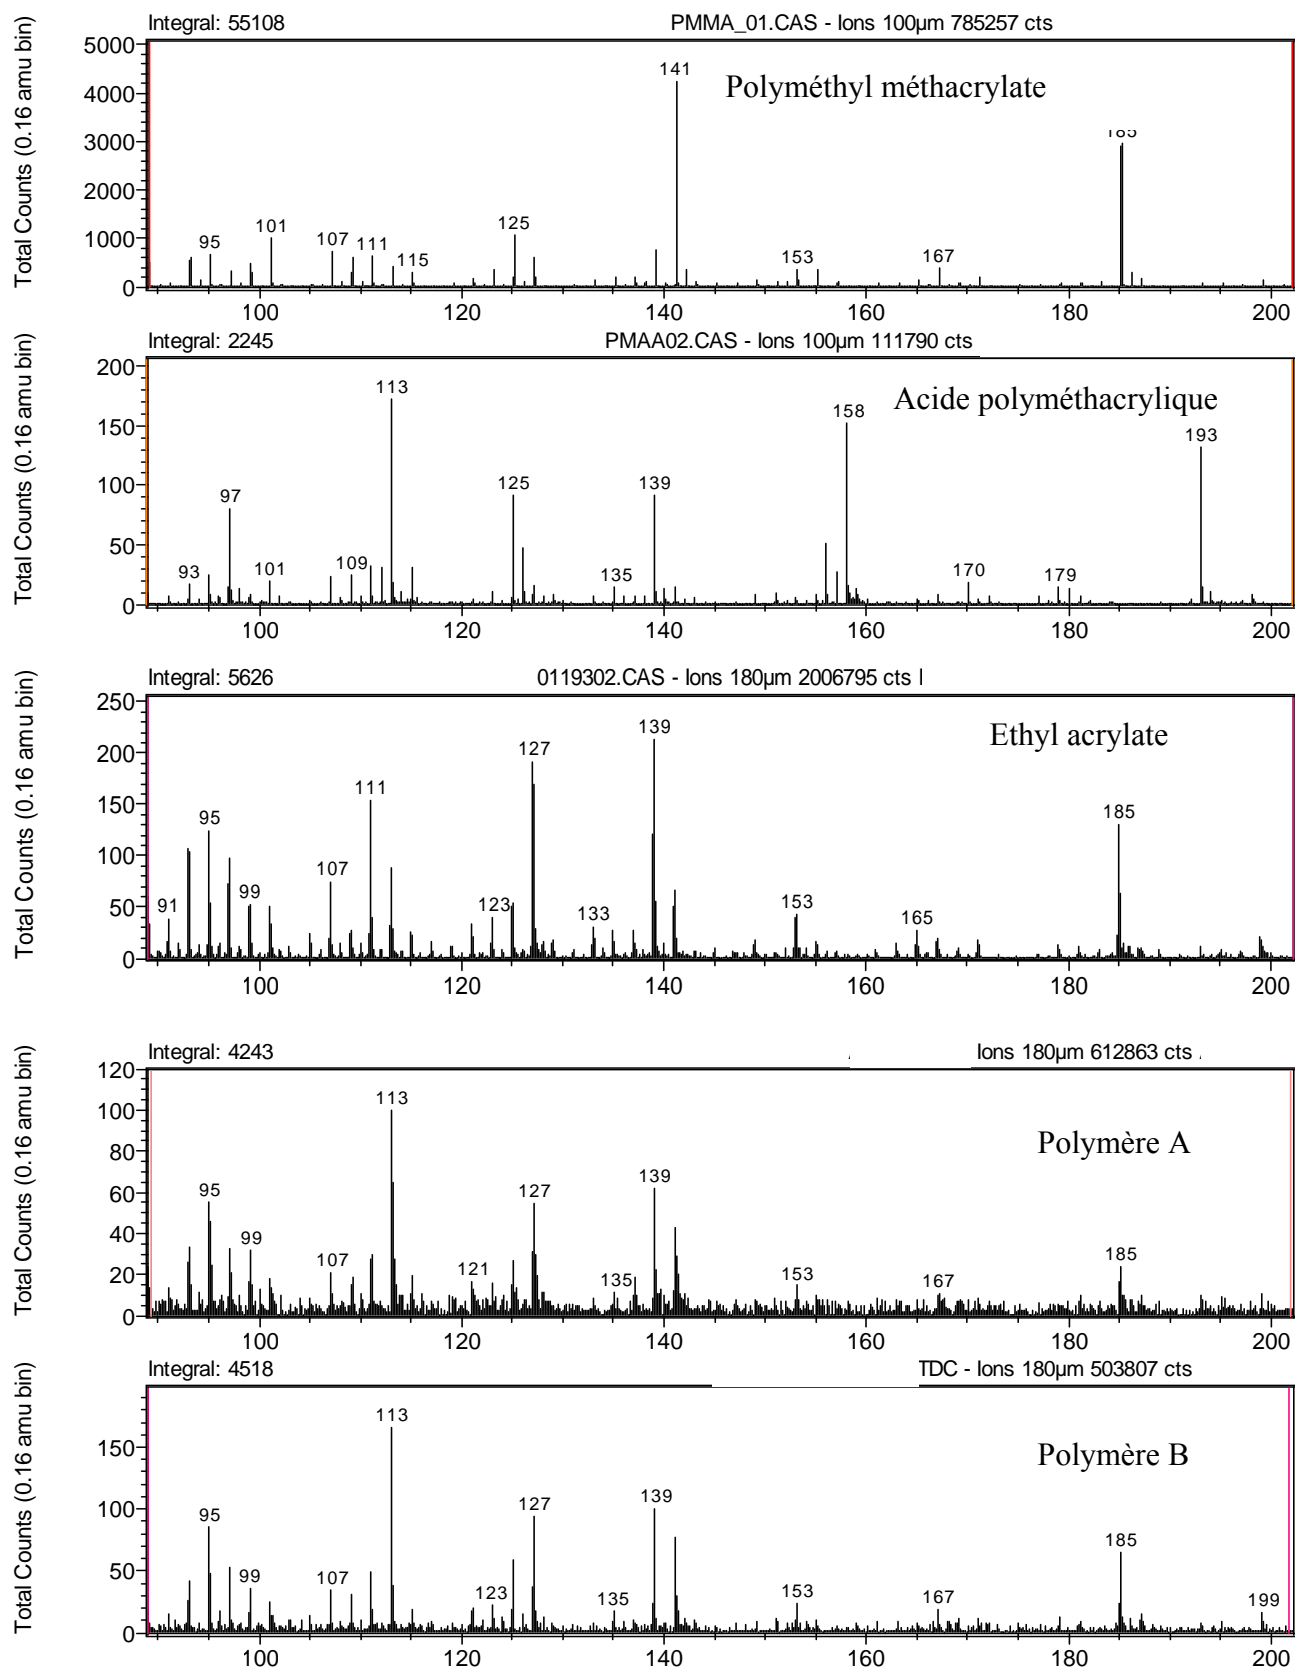 Integral: 55108 PMMA_01.CAS - Ions 100µm 785257 cts
Total Counts (0.16 amu bin)
5000
4000
3000
2000
1000
0
Polyméthyl méthacrylate
95 101 107 111 115 125 141 153 167 185
100 120 140 160 180 200
Integral: 2245 PMAA02.CAS - Ions 100µm 111790 cts
Total Counts (0.16 amu bin)
200
150
100
50
0
Acide polyméthacrylique
93 97 101 109 113 125 135 139 158 170 179 193
100 120 140 160 180 200
Integral: 5626 0119302.CAS - Ions 180µm 2006795 cts
Total Counts (0.16 amu bin)
250
200
150
100
50
0
Ethyl acrylate
91 95 99 107 111 123 127 133 139 153 165 185
100 120 140 160 180 200
Integral: 4243 Ions 180µm 612863 cts
Total Counts (0.16 amu bin)
120
100
80
60
40
20
0
Polymère A
95 99 107 113 121 127 135 139 153 167 185
100 120 140 160 180 200
Integral: 4518 TDC - Ions 180µm 503807 cts
Total Counts (0.16 amu bin)
150
100
50
0
Polymère B
95 99 107 113 123 127 135 139 153 167 185 199
100 120 140 160 180 200